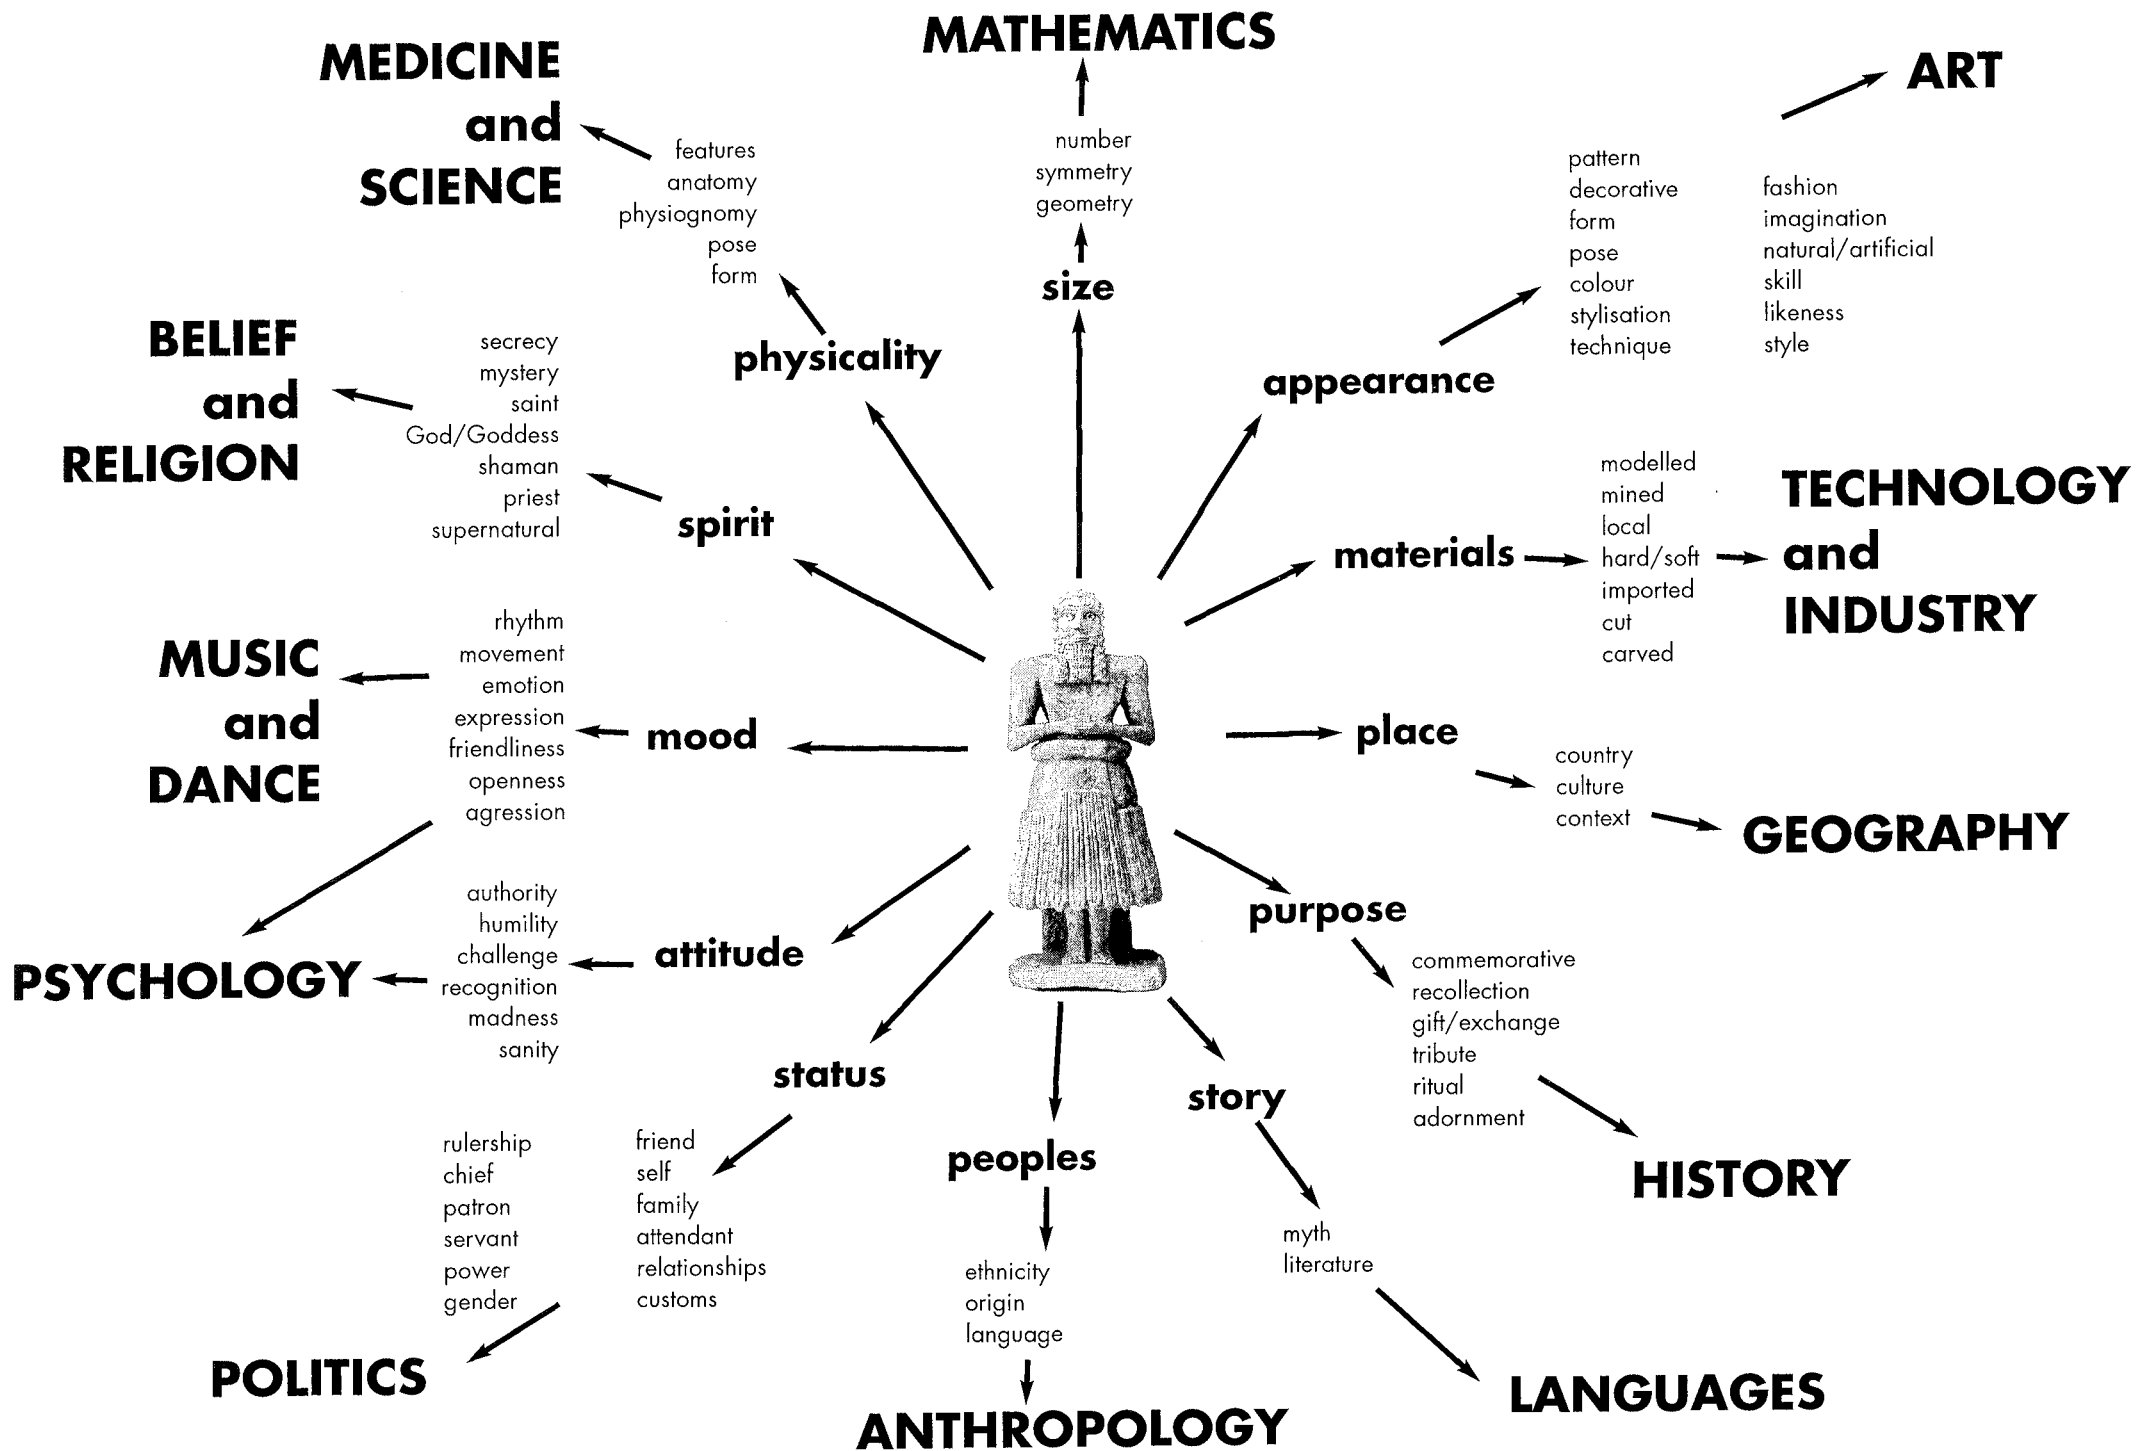 MATHEMATICS
number
symmetry
geometry
size
ART
pattern
decorative
form
pose
colour
stylisation
technique
fashion
imagination
natural/artificial
skill
likeness
style
appearance
TECHNOLOGY
and
INDUSTRY
modelled
mined
local
hard/soft
imported
cut
carved
materials
place
country
culture
context
GEOGRAPHY
purpose
commemorative
recollection
gift/exchange
tribute
ritual
adornment
HISTORY
story
myth
literature
LANGUAGES
peoples
ethnicity
origin
language
ANTHROPOLOGY
status
friend
self
family
attendant
relationships
customs
rulership
chief
patron
servant
power
gender
POLITICS
attitude
authority
humility
challenge
recognition
madness
sanity
PSYCHOLOGY
mood
rhythm
movement
emotion
expression
friendliness
openness
agression
MUSIC
and
DANCE
spirit
secrecy
mystery
saint
God/Goddess
shaman
priest
supernatural
BELIEF
and
RELIGION
physicality
features
anatomy
physiognomy
pose
form
MEDICINE
and
SCIENCE